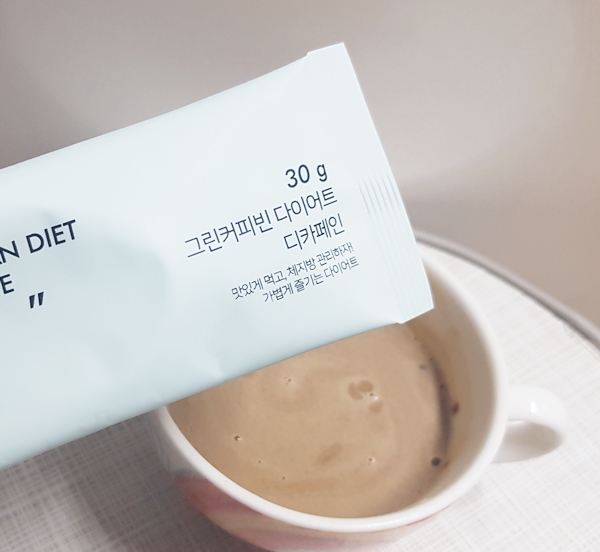 N DIET
E
"
30 g
그린커피빈 다이어트
디카페인
맛있게 먹고, 체지방 관리하자!
가볍게 즐기는 다이어트